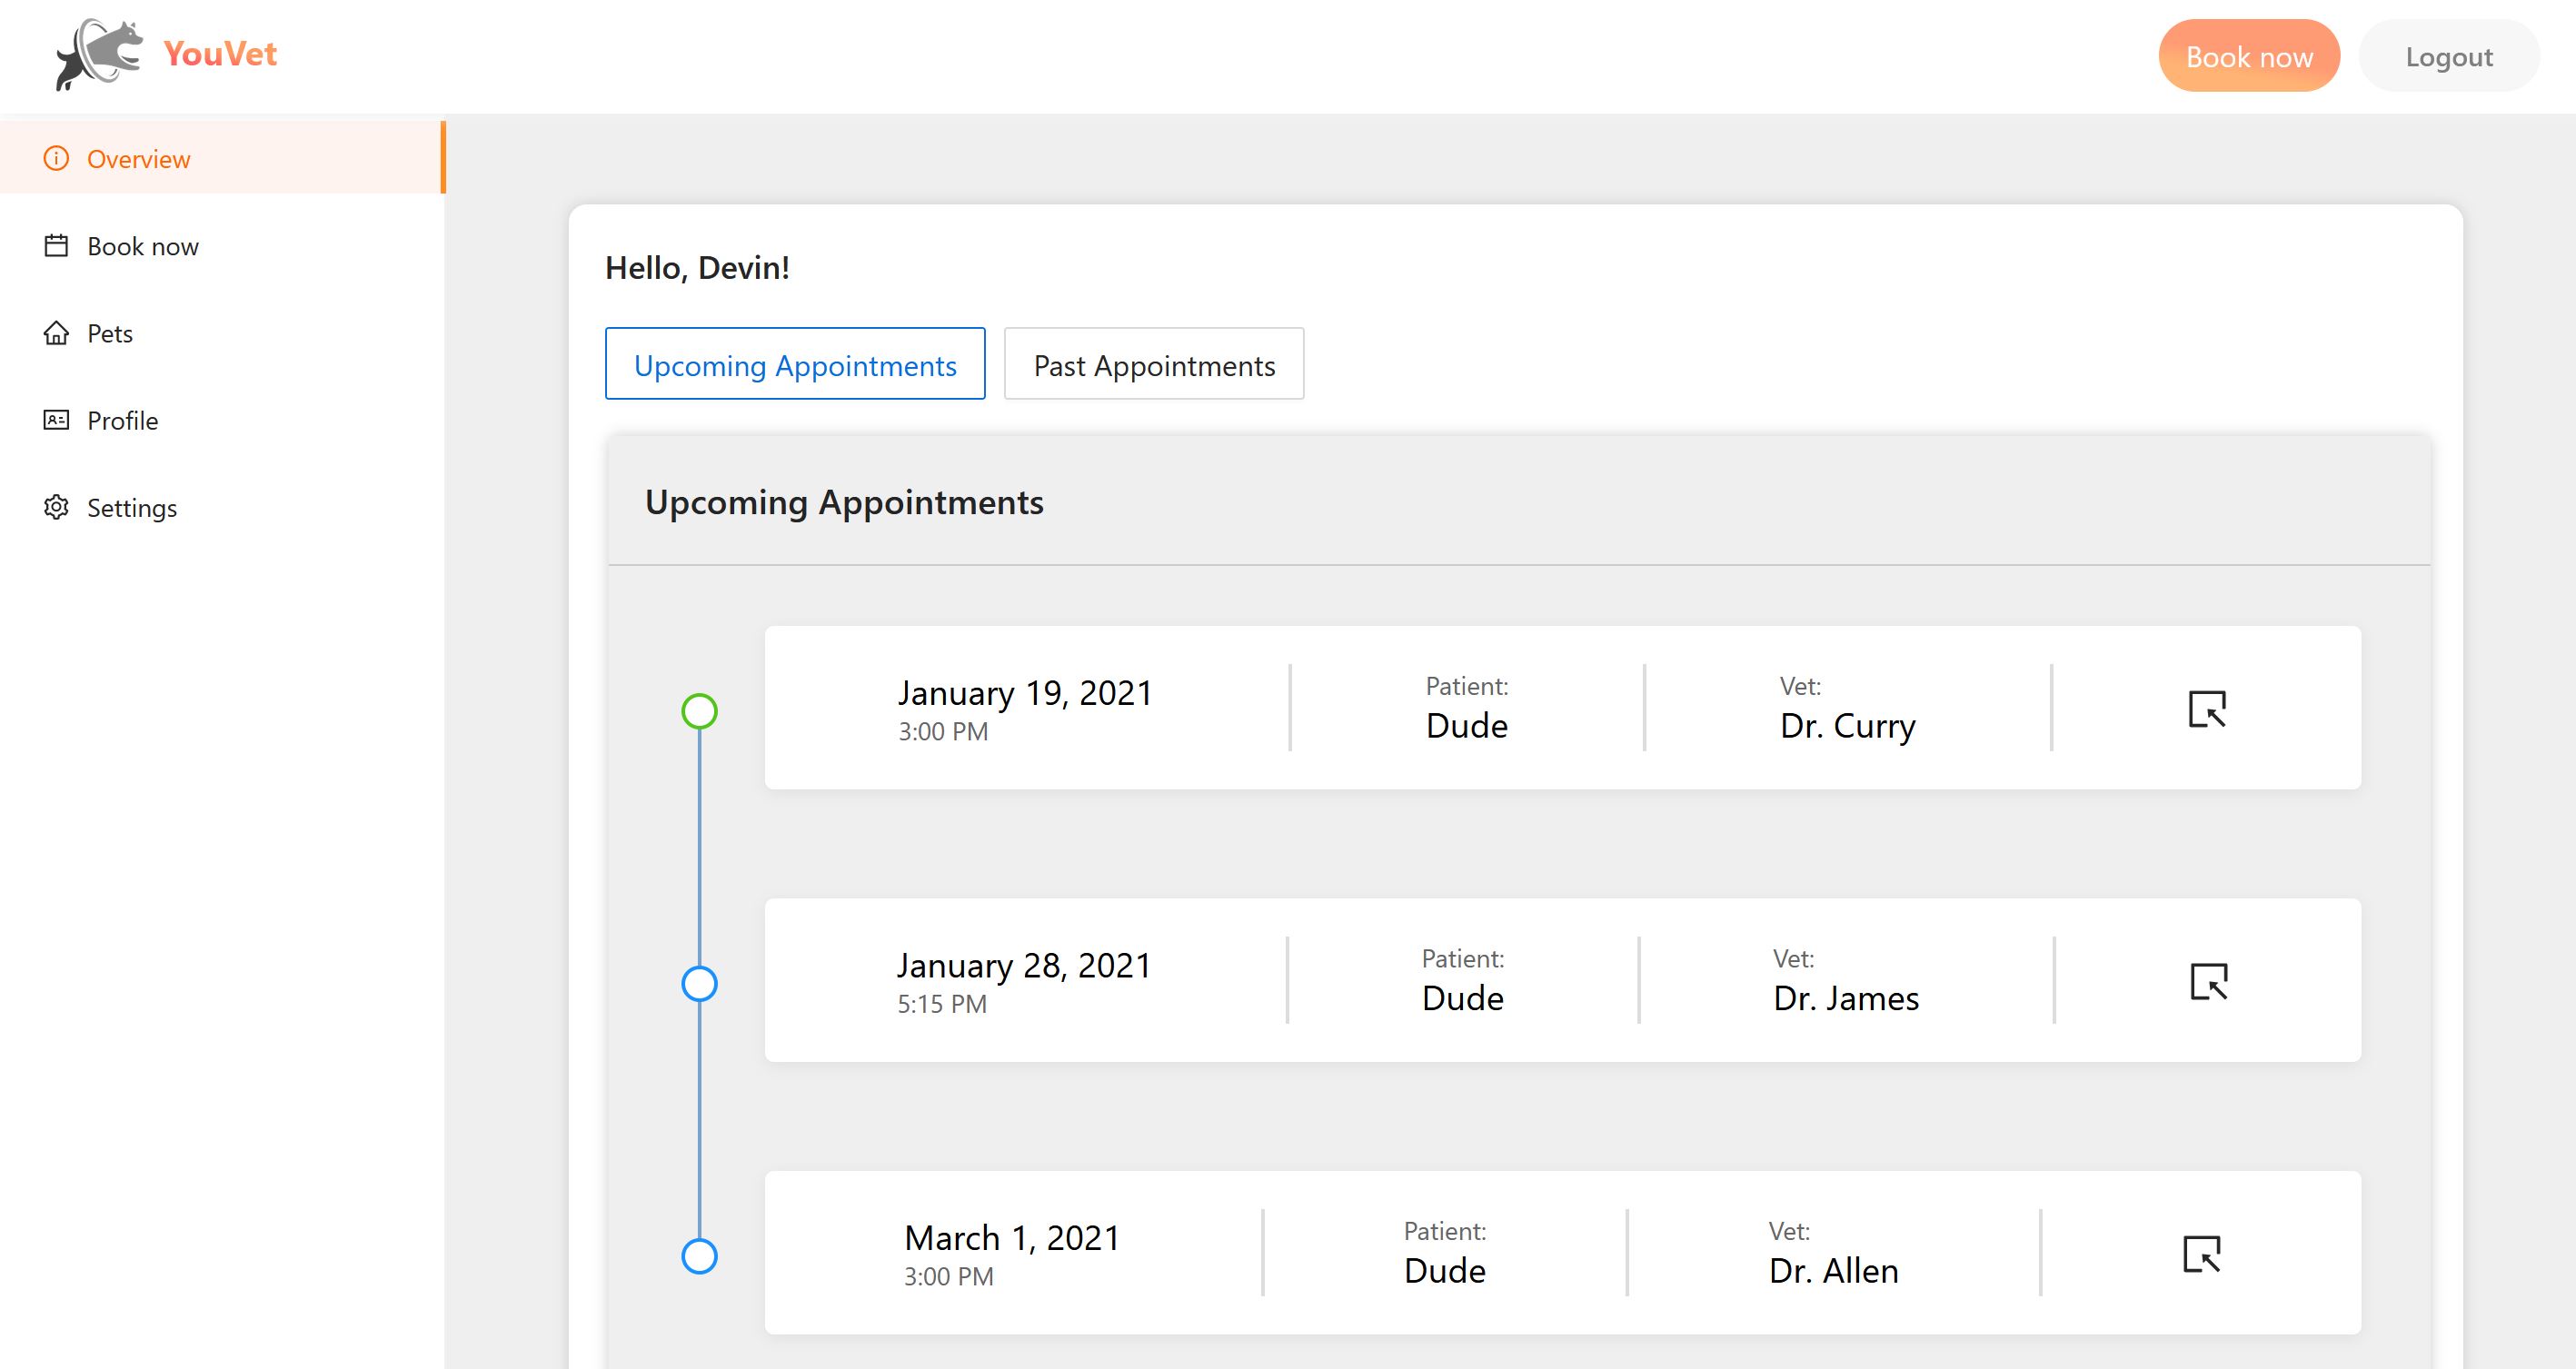 YouVet
Book now
Logout
Overview
Book now
Pets
Profile
Settings
Hello, Devin!
Upcoming Appointments
Past Appointments
Upcoming Appointments
January 19, 2021
3:00 PM
Patient:
Dude
Vet:
Dr. Curry
January 28, 2021
5:15 PM
Patient:
Dude
Vet:
Dr. James
March 1, 2021
3:00 PM
Patient:
Dude
Vet:
Dr. Allen